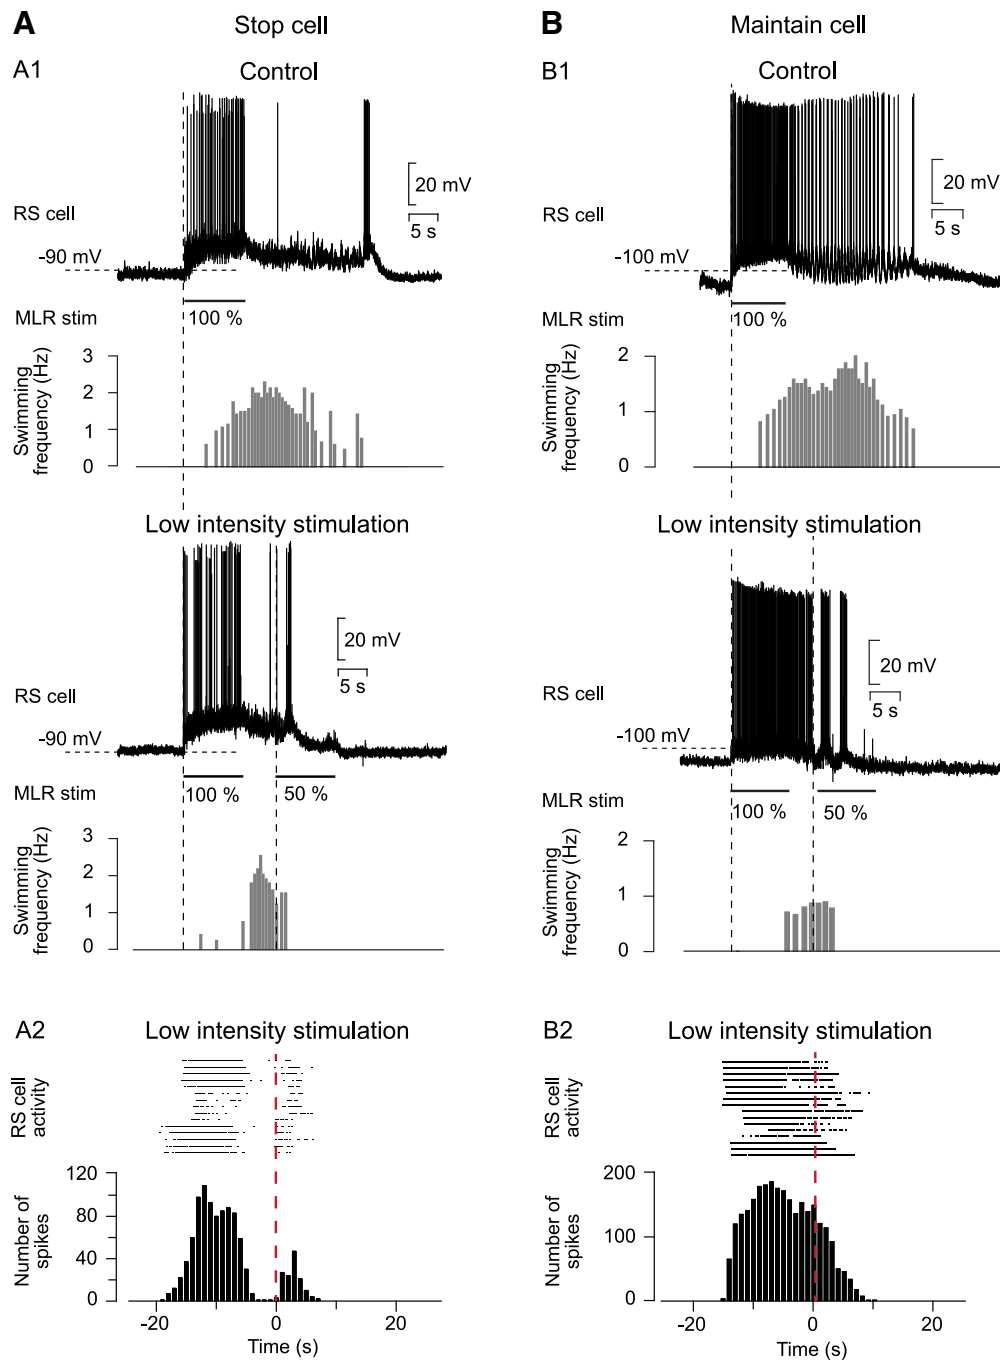 A Stop cell
A1 Control
20 mV
5 s
RS cell
-90 mV
MLR stim 100 %
Swimming frequency (Hz)
3
2
1
0
Low intensity stimulation
20 mV
5 s
RS cell
-90 mV
MLR stim 100 % 50 %
Swimming frequency (Hz)
3
2
1
0
A2 Low intensity stimulation
RS cell activity
Number of spikes
120
80
40
0
-20 0 20
Time (s)
B Maintain cell
B1 Control
20 mV
5 s
RS cell
-100 mV
MLR stim 100 %
Swimming frequency (Hz)
2
1
0
Low intensity stimulation
20 mV
5 s
RS cell
-100 mV
MLR stim 100 % 50 %
Swimming frequency (Hz)
2
1
0
B2 Low intensity stimulation
RS cell activity
Number of spikes
200
100
0
-20 0 20
Time (s)